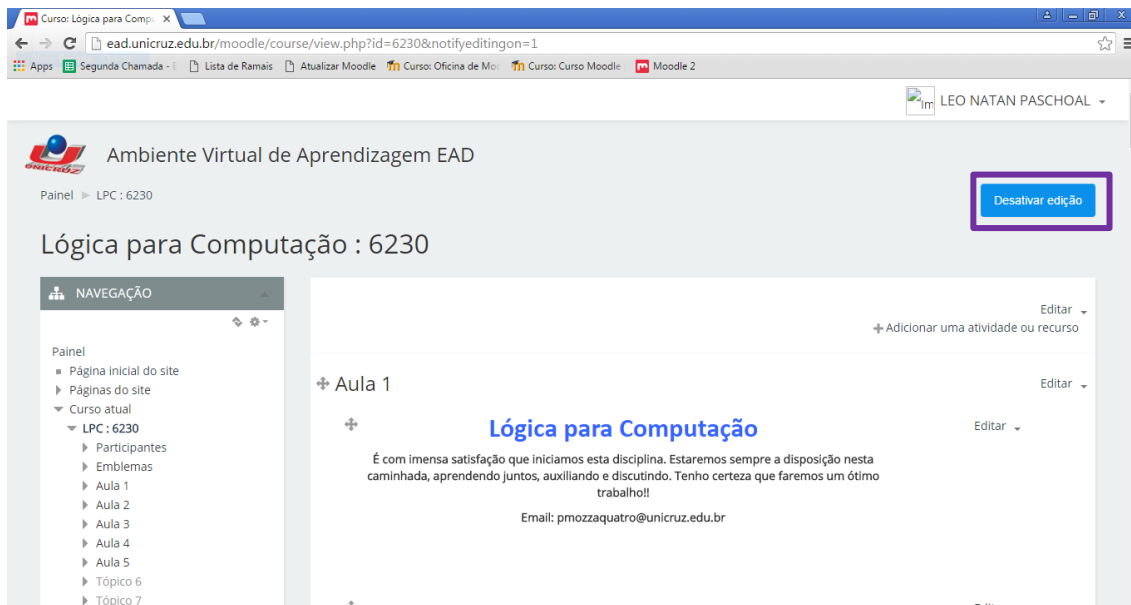 Curso: Lógica para Comp
ead.unicruz.edu.br/moodle/course/view.php?id=6230&notifyeditingon=1
Apps Segunda Chamada - Lista de Ramais Atualizar Moodle Curso: Oficina de Mo Curso: Curso Moodle Moodle 2
Im LEO NATAN PASCHOAL
UNICRUZ
Ambiente Virtual de Aprendizagem EAD
Painel LPC : 6230
Desativar edição
Lógica para Computação : 6230
NAVEGAÇÃO
Painel
Página inicial do site
Páginas do site
Curso atual
LPC : 6230
Participantes
Emblemas
Aula 1
Aula 2
Aula 3
Aula 4
Aula 5
Tópico 6
Tópico 7
Editar
Adicionar uma atividade ou recurso
Aula 1
Editar
Lógica para Computação
Editar
É com imensa satisfação que iniciamos esta disciplina. Estaremos sempre a disposição nesta
caminhada, aprendendo juntos, auxiliando e discutindo. Tenho certeza que faremos um ótimo
trabalho!!
Email: pmozzaquatro@unicruz.edu.br